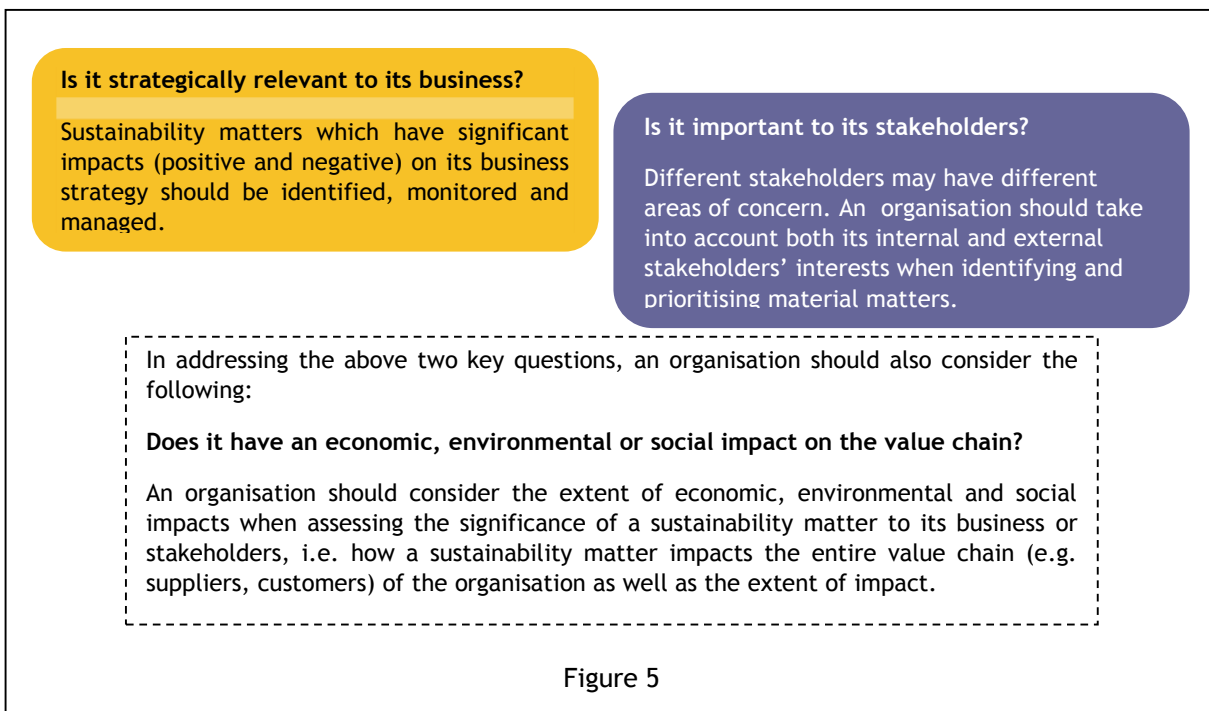 Is it strategically relevant to its business?
Sustainability matters which have significant
impacts (positive and negative) on its business
strategy should be identified, monitored and
managed.
Is it important to its stakeholders?
Different stakeholders may have different
areas of concern. An organisation should take
into account both its internal and external
stakeholders’ interests when identifying and
prioritising material matters.
In addressing the above two key questions, an organisation should also consider the
following:
Does it have an economic, environmental or social impact on the value chain?
An organisation should consider the extent of economic, environmental and social
impacts when assessing the significance of a sustainability matter to its business or
stakeholders, i.e. how a sustainability matter impacts the entire value chain (e.g.
suppliers, customers) of the organisation as well as the extent of impact.
Figure 5